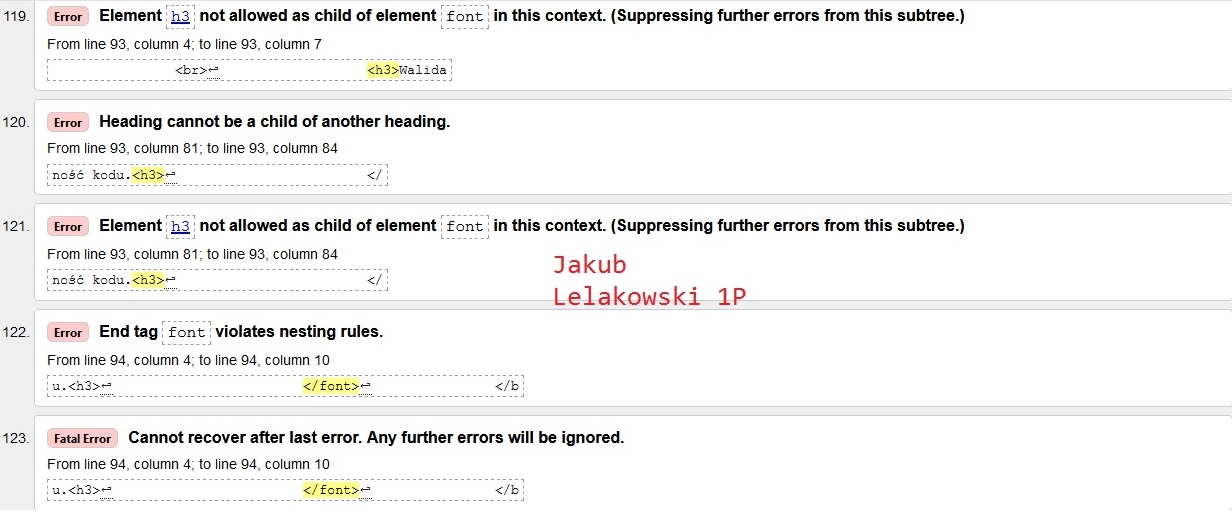 119. Error Element h3 not allowed as child of element font in this context. (Suppressing further errors from this subtree.)
From line 93, column 4; to line 93, column 7
<br>↩ <h3>Walida
120. Error Heading cannot be a child of another heading.
From line 93, column 81; to line 93, column 84
ność kodu.<h3>↩ </
121. Error Element h3 not allowed as child of element font in this context. (Suppressing further errors from this subtree.)
From line 93, column 81; to line 93, column 84
ność kodu.<h3>↩ </
Jakub
Lelakowski 1P
122. Error End tag font violates nesting rules.
From line 94, column 4; to line 94, column 10
u.<h3>↩ </font>↩ </b
123. Fatal Error Cannot recover after last error. Any further errors will be ignored.
From line 94, column 4; to line 94, column 10
u.<h3>↩ </font>↩ </b